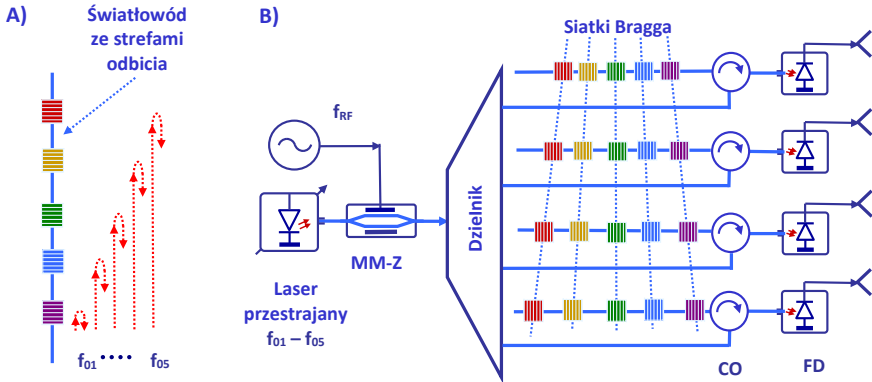 A)
Światłowód
ze strefami
odbicia
f01 •••• f05
B)
Siatki Bragga
fRF
MM-Z
Laser
przestrajany
f01 – f05
Dzielnik
CO
FD